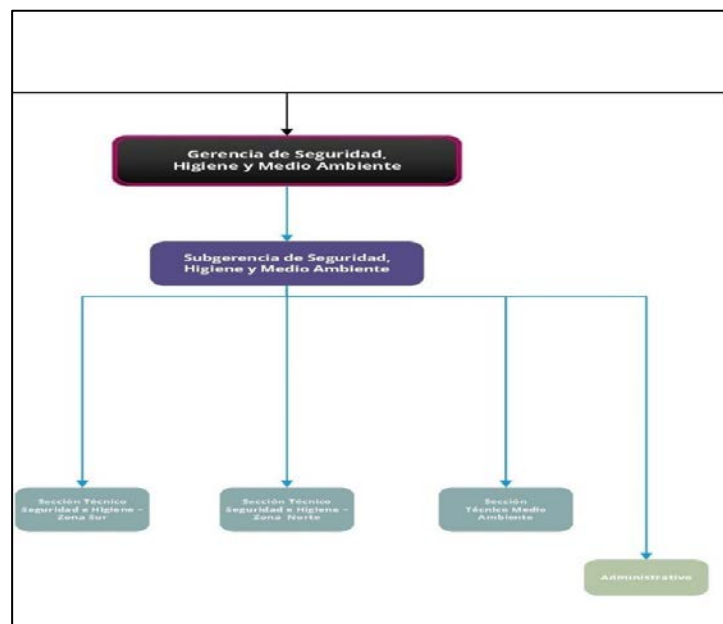 Gerencia de Seguridad,
Higiene y Medio Ambiente
Subgerencia de Seguridad,
Higiene y Medio Ambiente
Sección Técnico
Seguridad e Higiene –
Zona Sur
Sección Técnico
Seguridad e Higiene –
Zona Norte
Sección
Técnico Medio
Ambiente
Administrativo